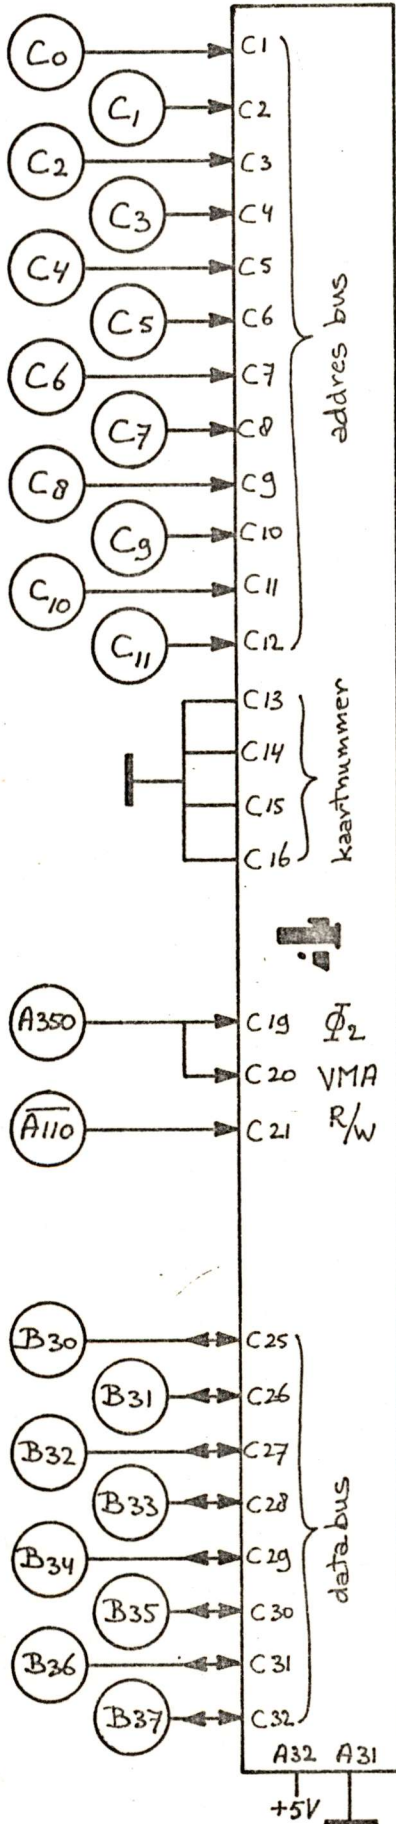 C0 C1
C1 C2
C2 C3
C3 C4
C4 C5
C5 C6
C6 C7
C7 C8
C8 C9
C9 C10
C10 C11
C11 C12
addres bus
C13
C14
C15
C16
kaartnummer
A350 C19 Φ2
C20 VMA
A110 C21 R/W
B30 C25
B31 C26
B32 C27
B33 C28
B34 C29
B35 C30
B36 C31
B37 C32
data bus
A32 A31
+5V